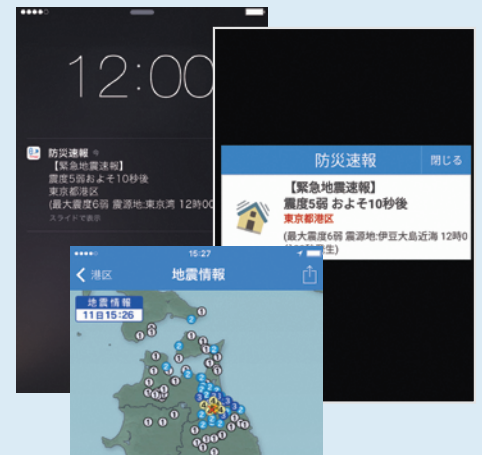 12:00
防災速報
【緊急地震速報】
震度5弱およそ10秒後
東京都港区
(最大震度6弱 震源地:東京湾 12時00
スライドで表示
防災速報
閉じる
【緊急地震速報】
震度5弱 およそ10秒後
東京都港区
(最大震度6弱 震源地:伊豆大島近海 12時0
生)
15:27
港区
地震情報
地震情報
11日15:26